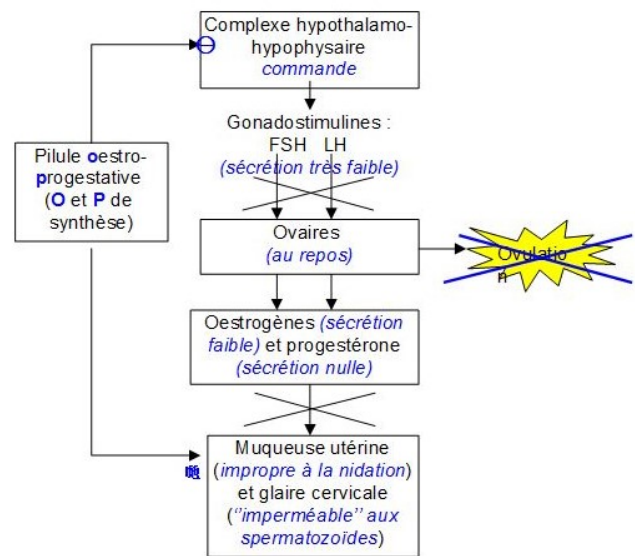 Complexe hypothalamo-
hypophysaire
commande
Gonadostimulines :
FSH LH
(sécrétion très faible)
Pilule oestro-
progestative
(O et P de
synthèse)
Ovaires
(au repos)
Ovulatio
n
Oestrogènes (sécrétion
faible) et progestérone
(sécrétion nulle)
Muqueuse utérine
(impropre à la nidation)
et glaire cervicale
(''imperméable'' aux
spermatozoïdes)